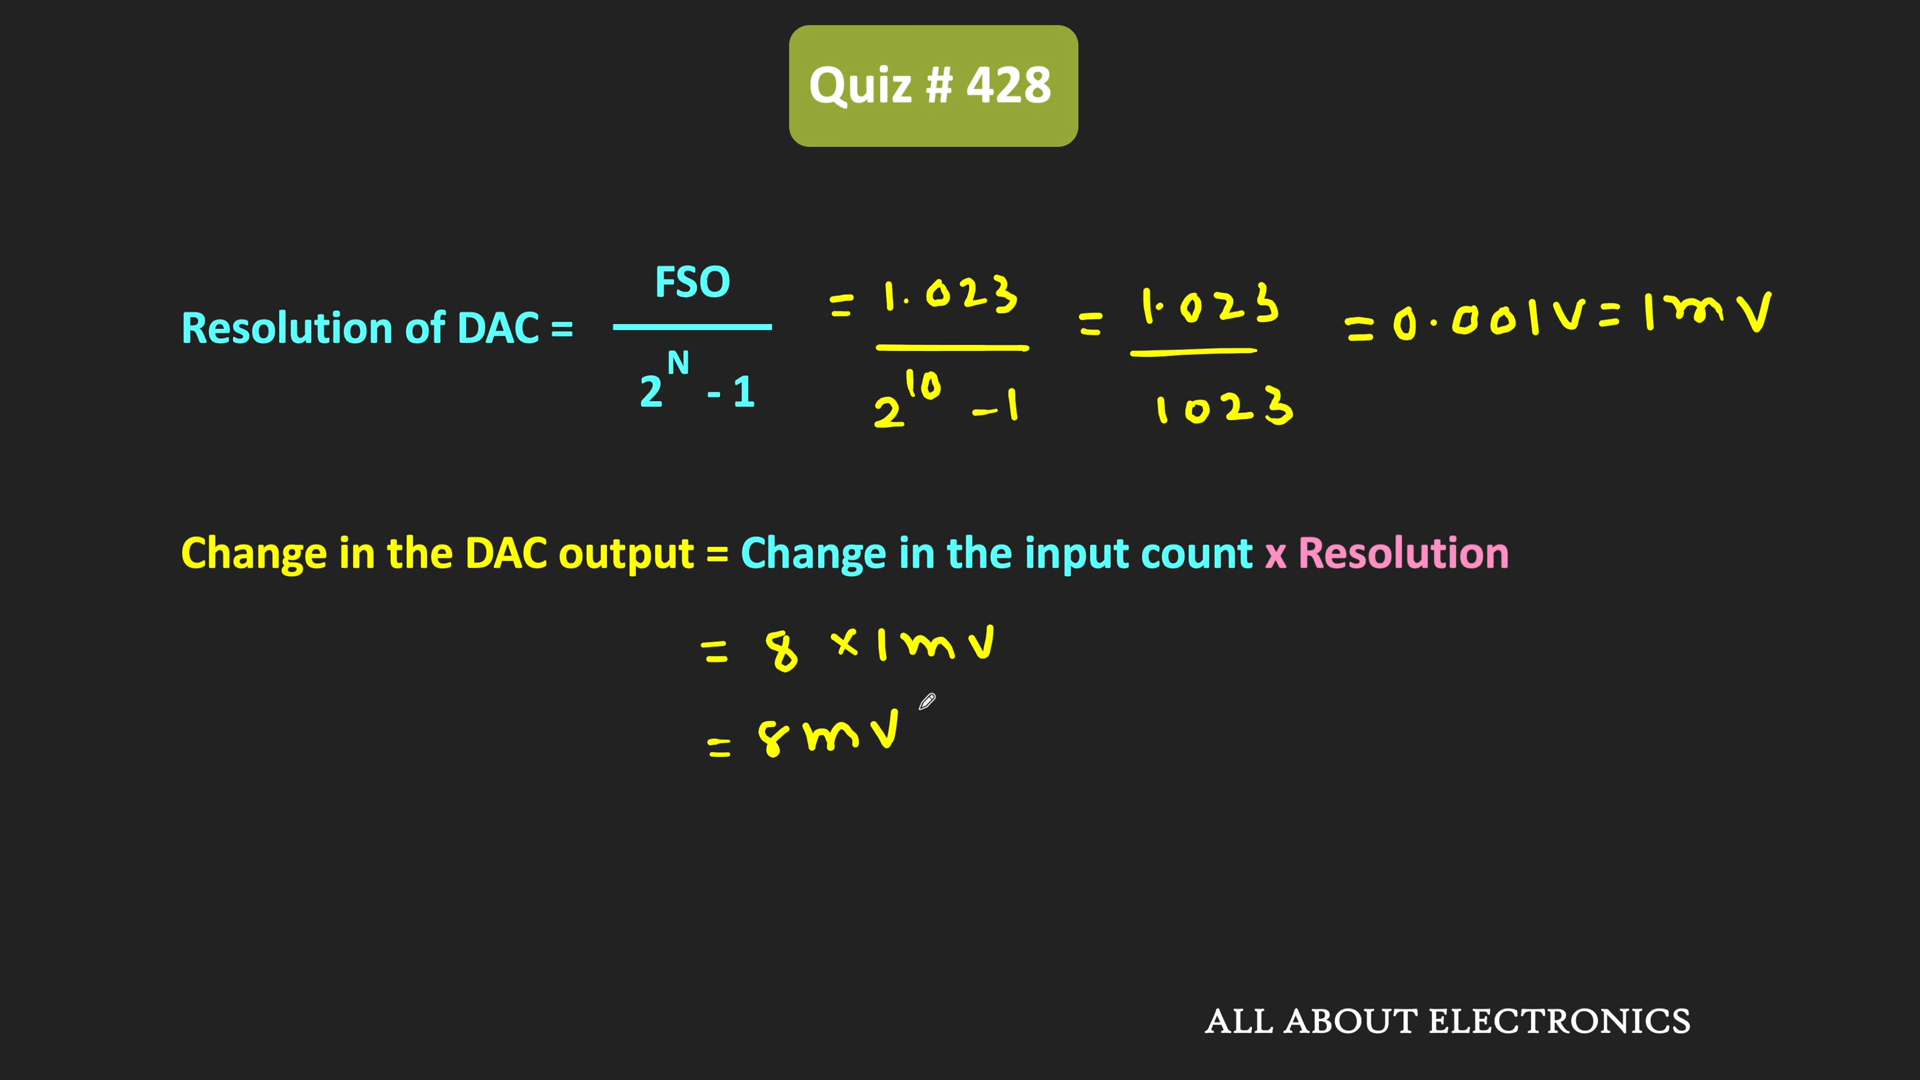 Quiz # 428
Resolution of DAC = FSO / 2^N - 1 = 1.023 / 2^10 - 1 = 1.023 / 1023 = 0.001V = 1mV
Change in the DAC output = Change in the input count x Resolution
= 8 × 1mV
= 8mV
ALL ABOUT ELECTRONICS